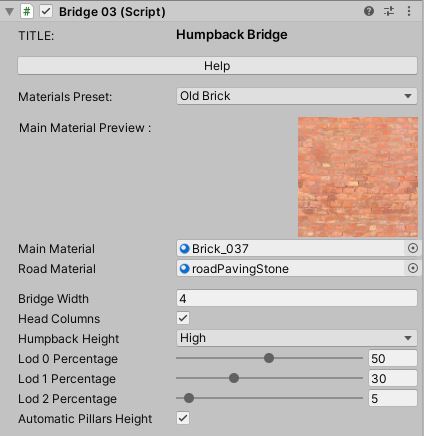 # Bridge 03 (Script)
TITLE: Humpback Bridge
Help
Materials Preset: Old Brick
Main Material Preview :
Main Material Brick_037
Road Material roadPavingStone
Bridge Width 4
Head Columns
Humpback Height High
Lod 0 Percentage 50
Lod 1 Percentage 30
Lod 2 Percentage 5
Automatic Pillars Height